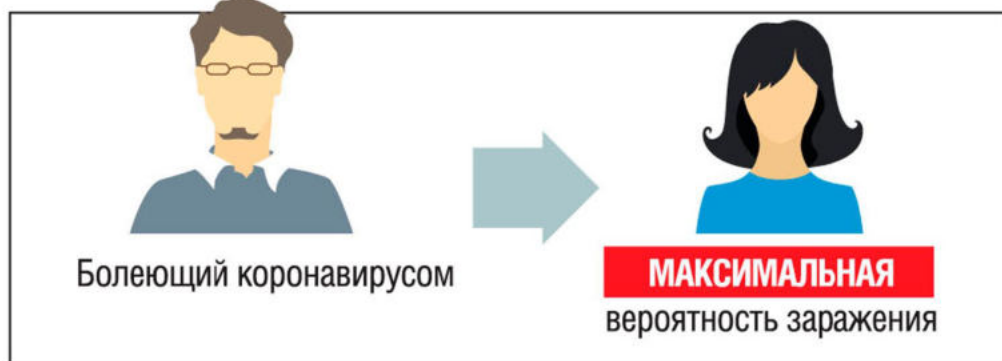 Болеющий коронавирусом
МАКСИМАЛЬНАЯ
вероятность заражения